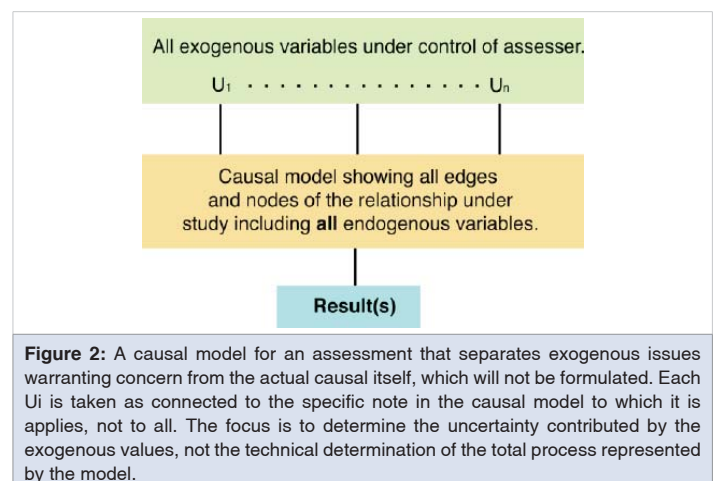 All exogenous variables under control of assesser.
U1 . . . . . . . . . . . . . . . Un
Causal model showing all edges
and nodes of the relationship under
study including all endogenous variables.
Result(s)
Figure 2: A causal model for an assessment that separates exogenous issues
warranting concern from the actual causal itself, which will not be formulated. Each
Ui is taken as connected to the specific note in the causal model to which it is
applies, not to all. The focus is to determine the uncertainty contributed by the
exogenous values, not the technical determination of the total process represented
by the model.